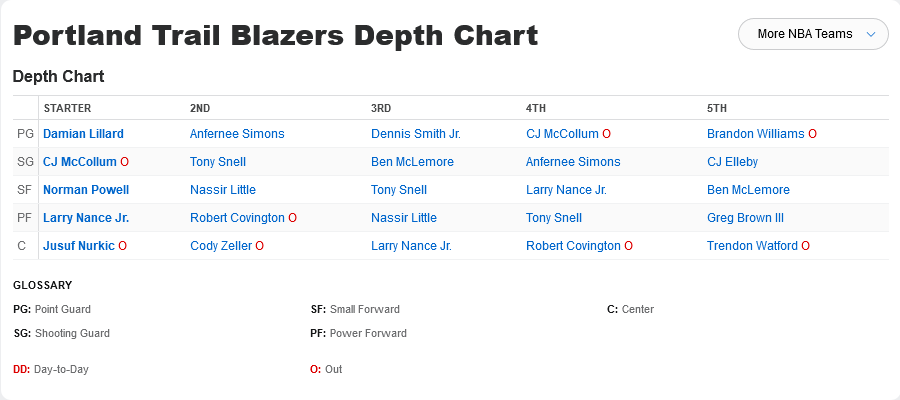 Portland Trail Blazers Depth Chart
More NBA Teams
Depth Chart
STARTER 2ND 3RD 4TH 5TH
PG Damian Lillard Anfernee Simons Dennis Smith Jr. CJ McCollum O Brandon Williams O
SG CJ McCollum O Tony Snell Ben McLemore Anfernee Simons CJ Elleby
SF Norman Powell Nassir Little Tony Snell Larry Nance Jr. Ben McLemore
PF Larry Nance Jr. Robert Covington O Nassir Little Tony Snell Greg Brown III
C Jusuf Nurkic O Cody Zeller O Larry Nance Jr. Robert Covington O Trendon Watford O
GLOSSARY
PG: Point Guard SF: Small Forward C: Center
SG: Shooting Guard PF: Power Forward
DD: Day-to-Day O: Out